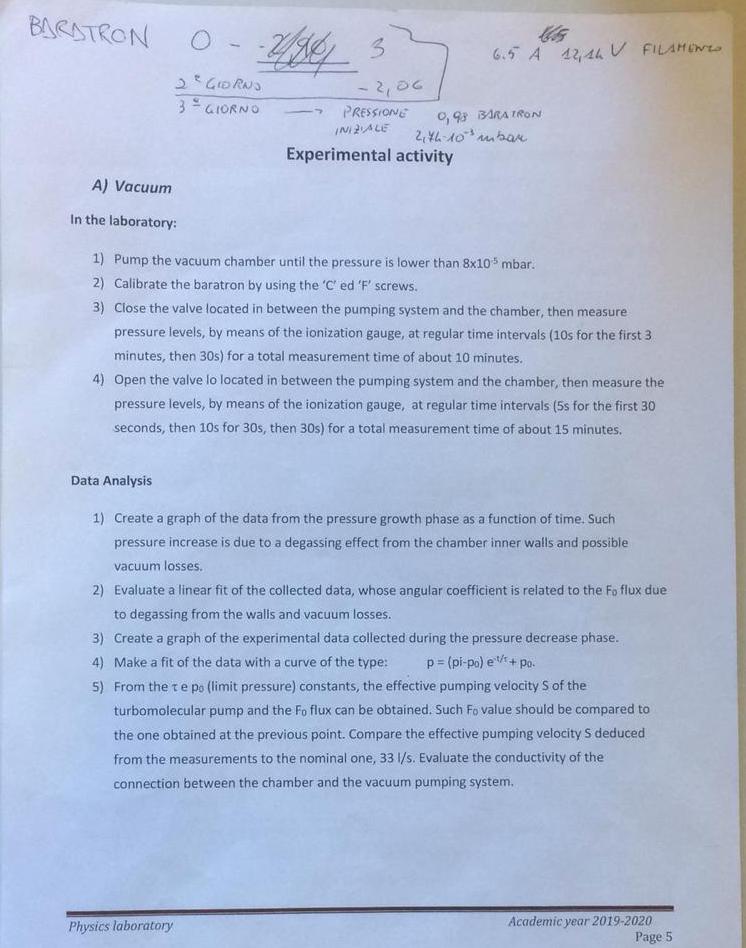 BARATRON 0 - 3
6.5 A 12,14 V FILAMENTO
2° GIORNO - 2,06
3° GIORNO → PRESSIONE INIZIALE 0,98 BARATRON
2,74·10⁻³ mbar
Experimental activity
A) Vacuum
In the laboratory:
1) Pump the vacuum chamber until the pressure is lower than 8x10⁻⁵ mbar.
2) Calibrate the baratron by using the 'C' ed 'F' screws.
3) Close the valve located in between the pumping system and the chamber, then measure
pressure levels, by means of the ionization gauge, at regular time intervals (10s for the first 3
minutes, then 30s) for a total measurement time of about 10 minutes.
4) Open the valve lo located in between the pumping system and the chamber, then measure the
pressure levels, by means of the ionization gauge, at regular time intervals (5s for the first 30
seconds, then 10s for 30s, then 30s) for a total measurement time of about 15 minutes.
Data Analysis
1) Create a graph of the data from the pressure growth phase as a function of time. Such
pressure increase is due to a degassing effect from the chamber inner walls and possible
vacuum losses.
2) Evaluate a linear fit of the collected data, whose angular coefficient is related to the F₀ flux due
to degassing from the walls and vacuum losses.
3) Create a graph of the experimental data collected during the pressure decrease phase.
4) Make a fit of the data with a curve of the type: p = (pi-p₀) e⁻ᵗ/τ + p₀.
5) From the τ e p₀ (limit pressure) constants, the effective pumping velocity S of the
turbomolecular pump and the F₀ flux can be obtained. Such F₀ value should be compared to
the one obtained at the previous point. Compare the effective pumping velocity S deduced
from the measurements to the nominal one, 33 l/s. Evaluate the conductivity of the
connection between the chamber and the vacuum pumping system.
Physics laboratory
Academic year 2019-2020
Page 5